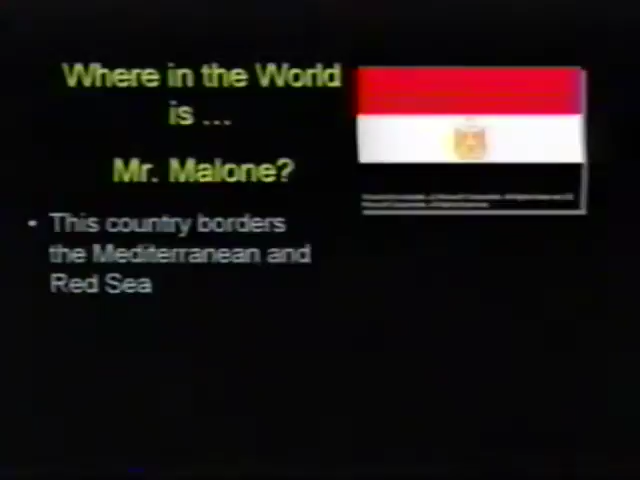 Where in the World
is ...
Mr. Malone?
• This country borders
the Mediterranean and
Red Sea